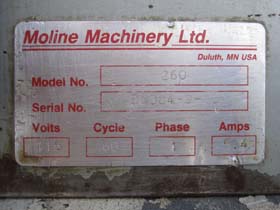 Moline Machinery Ltd.
Duluth, MN USA
Model No. 260
Serial No.
Volts Cycle Phase Amps
115 60 1